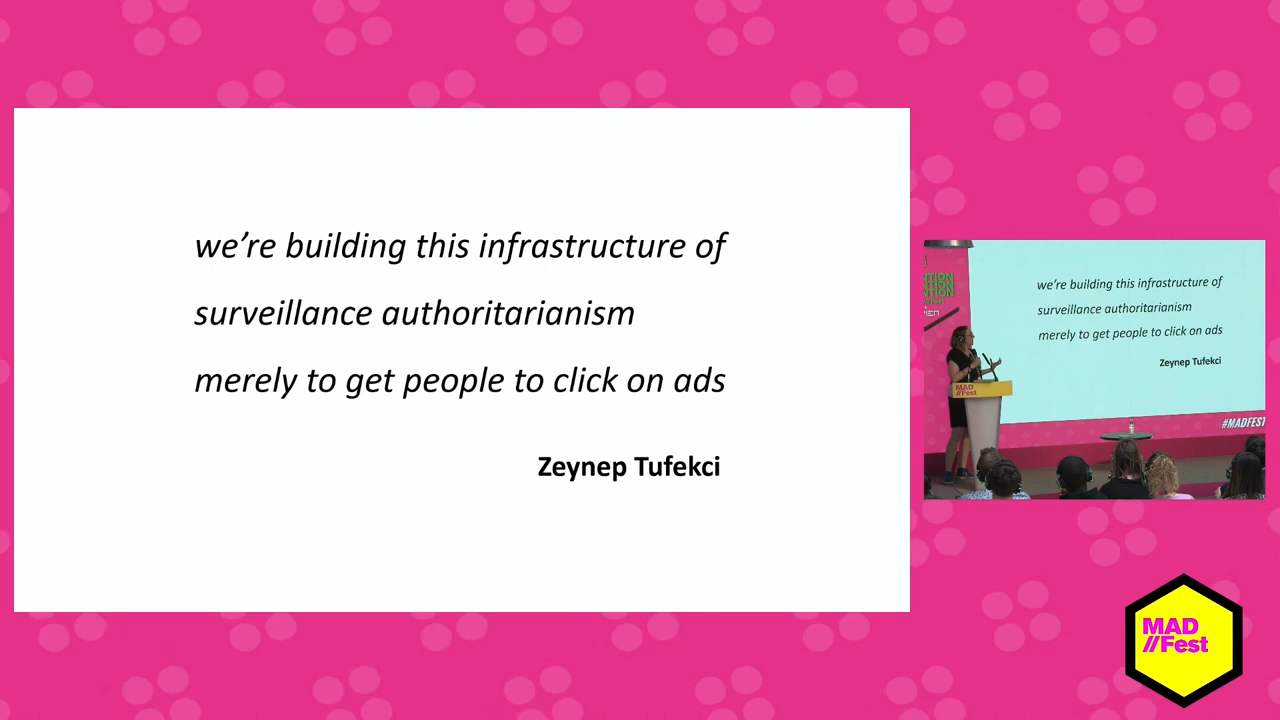 we’re building this infrastructure of
surveillance authoritarianism
merely to get people to click on ads
Zeynep Tufekci
we’re building this infrastructure of
surveillance authoritarianism
merely to get people to click on ads
Zeynep Tufekci
MAD
//Fest
#MADFEST
MAD
//Fest